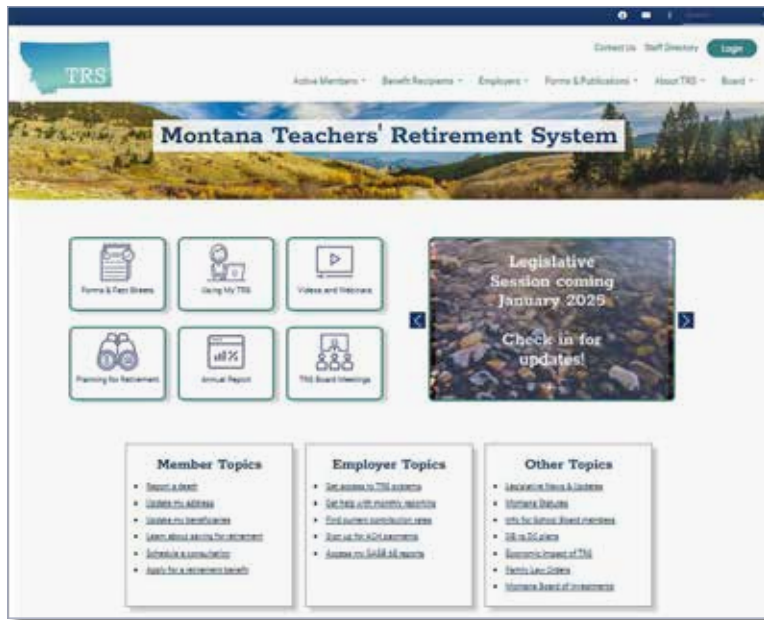 Contact Us Staff Directory Login
TRS
Active Members Benefit Recipients Employers Forms & Publications About TRS Board
Montana Teachers' Retirement System
Forms & Fact Sheets
Using My TRS
Videos and Webinars
Legislative
Session coming
January 2025
Check in for
updates!
Planning for Retirement
Annual Report
TRS Board Meetings
Member Topics
Report a death
Update my address
Update my beneficiaries
Learn about saving for retirement
Schedule a consultation
Apply for a retirement benefit
Employer Topics
Get access to TRS systems
Get help with monthly reporting
Find current contribution rates
Sign up for ACH payments
Access my GASB 68 reports
Other Topics
Legislative News & Updates
Montana Statutes
Info for School Board members
DB vs DC plans
Economic Impact of TRS
Family Law Orders
Montana Board of Investments